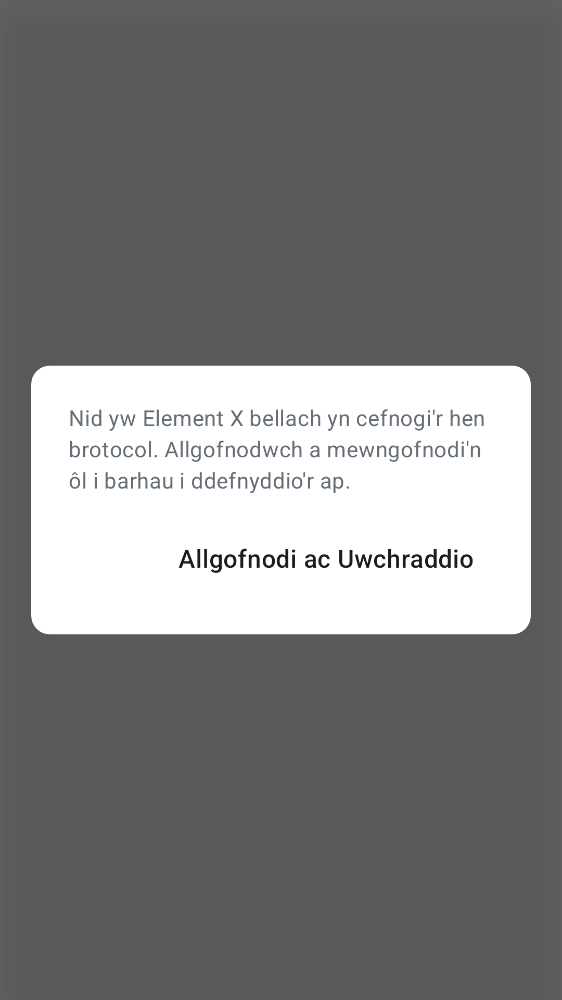 Nid yw Element X bellach yn cefnogi'r hen
brotocol. Allgofnodwch a mewngofnodi'n
ôl i barhau i ddefnyddio'r ap.
Allgofnodi ac Uwchraddio